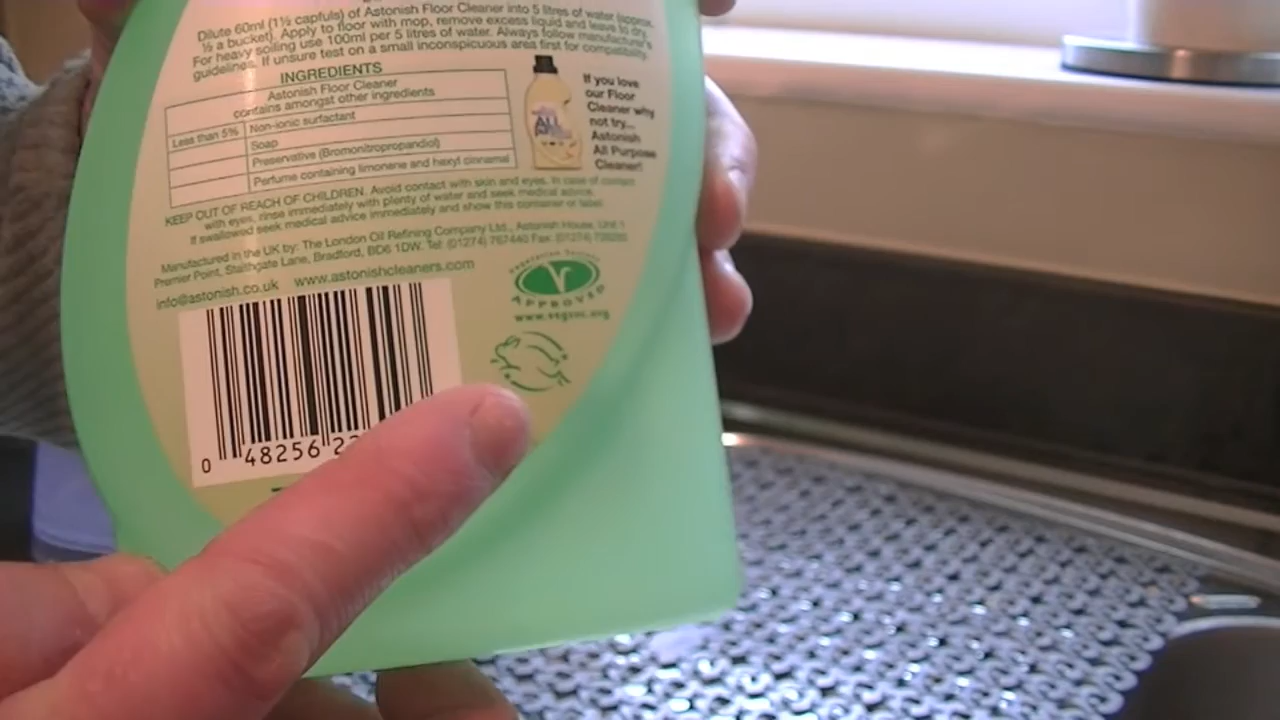 Dilute 60ml (1½ capfuls) of Astonish Floor Cleaner into 5 litres of water (approx.
½ a bucket). Apply to floor with mop, remove excess liquid and leave to dry.
For heavy soiling use 100ml per 5 litres of water. Always follow manufacturer's
guidelines. If unsure test on a small inconspicuous area first for compatibility.
INGREDIENTS
Astonish Floor Cleaner
contains amongst other ingredients
Less than 5% Non-ionic surfactant
Soap
Preservative (Bromonitropropandiol)
Perfume containing limonene and hexyl cinnamal
If you love
our Floor
Cleaner why
not try...
Astonish
All Purpose
Cleaner!
ALL
KEEP OUT OF REACH OF CHILDREN. Avoid contact with skin and eyes. In case of contact
with eyes, rinse immediately with plenty of water and seek medical advice.
If swallowed seek medical advice immediately and show this container or label.
Manufactured in the UK by: The London Oil Refining Company Ltd., Astonish House, Unit 1
Premier Point, Staithgate Lane, Bradford, BD6 1DW. Tel: (01274) 767440 Fax: (01274)
info@astonish.co.uk www.astonishcleaners.com
Vegetarian Society
V
APPROVED
www.vegsoc.org
0 48256 22